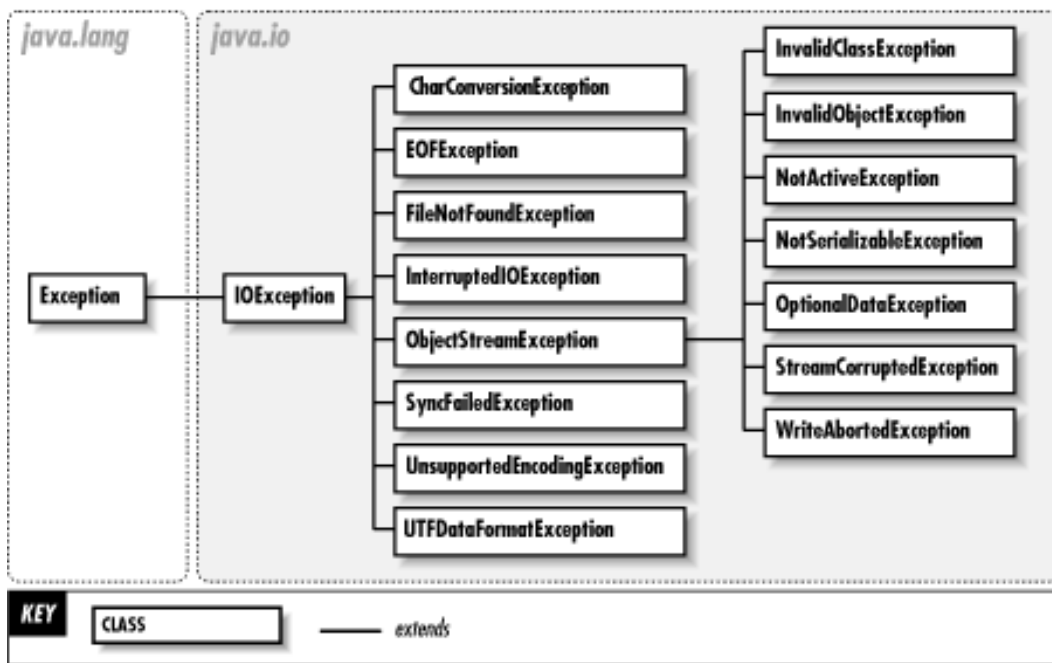 java.lang
java.io
Exception
IOException
CharConversionException
EOFException
FileNotFoundException
InterruptedIOException
ObjectStreamException
SyncFailedException
UnsupportedEncodingException
UTFDataFormatException
InvalidClassException
InvalidObjectException
NotActiveException
NotSerializableException
OptionalDataException
StreamCorruptedException
WriteAbortedException
KEY
CLASS
extends